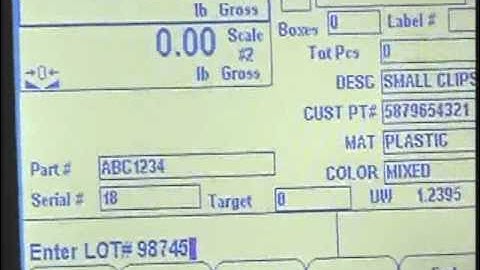 lb Gross
Boxes 0 Label #
0.00 Scale #2
Tot Pcs 0
→0←
lb Gross
DESC SMALL CLIPS
CUST PT# 5879654321
MAT PLASTIC
Part # ABC1234
COLOR MIXED
Serial # 18 Target 0 UW 1.2395
Enter LOT# 98745